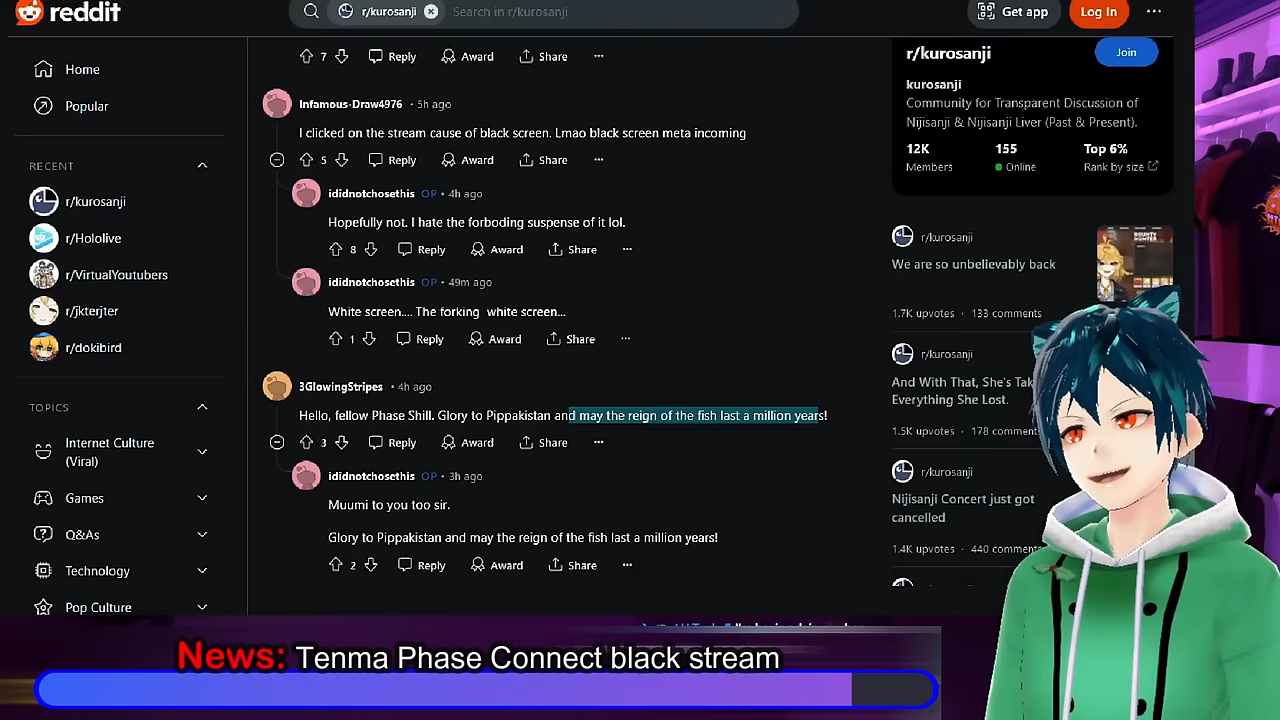 reddit
r/kurosanji
Search in r/kurosanji
Get app
Log In
Home
Popular
RECENT
r/kurosanji
r/Hololive
r/VirtualYoutubers
r/jkterjter
r/dokibird
TOPICS
Internet Culture
(Viral)
Games
Q&As
Technology
Pop Culture
7 Reply Award Share
Infamous-Draw4976 • 5h ago
I clicked on the stream cause of black screen. Lmao black screen meta incoming
5 Reply Award Share
ididnotchosethis OP • 4h ago
Hopefully not. I hate the forboding suspense of it lol.
8 Reply Award Share
ididnotchosethis OP • 49m ago
White screen.... The forking white screen...
1 Reply Award Share
3GlowingStripes • 4h ago
Hello, fellow Phase Shill. Glory to Pippakistan and may the reign of the fish last a million years!
3 Reply Award Share
ididnotchosethis OP • 3h ago
Muumi to you too sir.
Glory to Pippakistan and may the reign of the fish last a million years!
2 Reply Award Share
r/kurosanji
Join
kurosanji
Community for Transparent Discussion of
Nijisanji & Nijisanji Liver (Past & Present).
12K 155 Top 6%
Members Online Rank by size
r/kurosanji
We are so unbelievably back
BOUNTY
HUNTER
1.7K upvotes · 133 comments
r/kurosanji
And With That, She's Tak
Everything She Lost.
1.5K upvotes · 178 comment
r/kurosanji
Nijisanji Concert just got
cancelled
1.4K upvotes · 440 comment
News: Tenma Phase Connect black stream